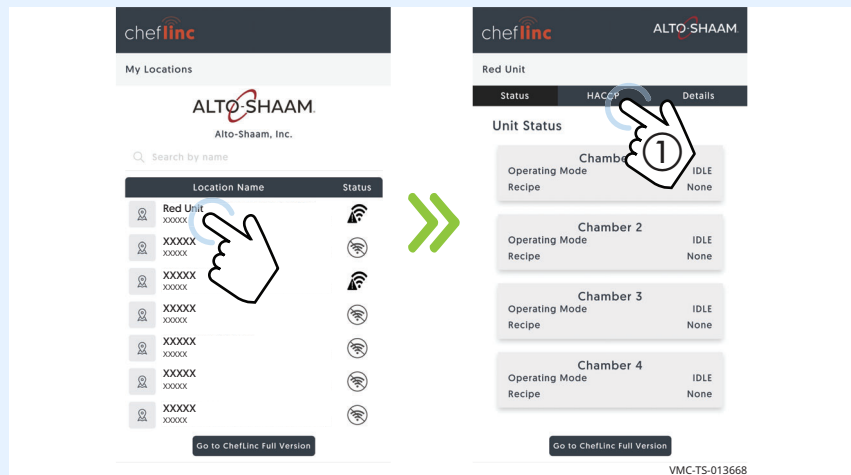 cheflinc
My Locations
ALTO-SHAAM.
Alto-Shaam, Inc.
Search by name
Location Name Status
Red Unit
xxxxx
XXXXX
xxxxx
XXXXX
xxxxx
XXXXX
xxxxx
XXXXX
xxxxx
XXXXX
xxxxx
XXXXX
xxxxx
Go to ChefLinc Full Version
cheflinc ALTO-SHAAM.
Red Unit
Status HACCP Details
Unit Status
1
Chamber
Operating Mode IDLE
Recipe None
Chamber 2
Operating Mode IDLE
Recipe None
Chamber 3
Operating Mode IDLE
Recipe None
Chamber 4
Operating Mode IDLE
Recipe None
Go to ChefLinc Full Version
VMC-TS-013668